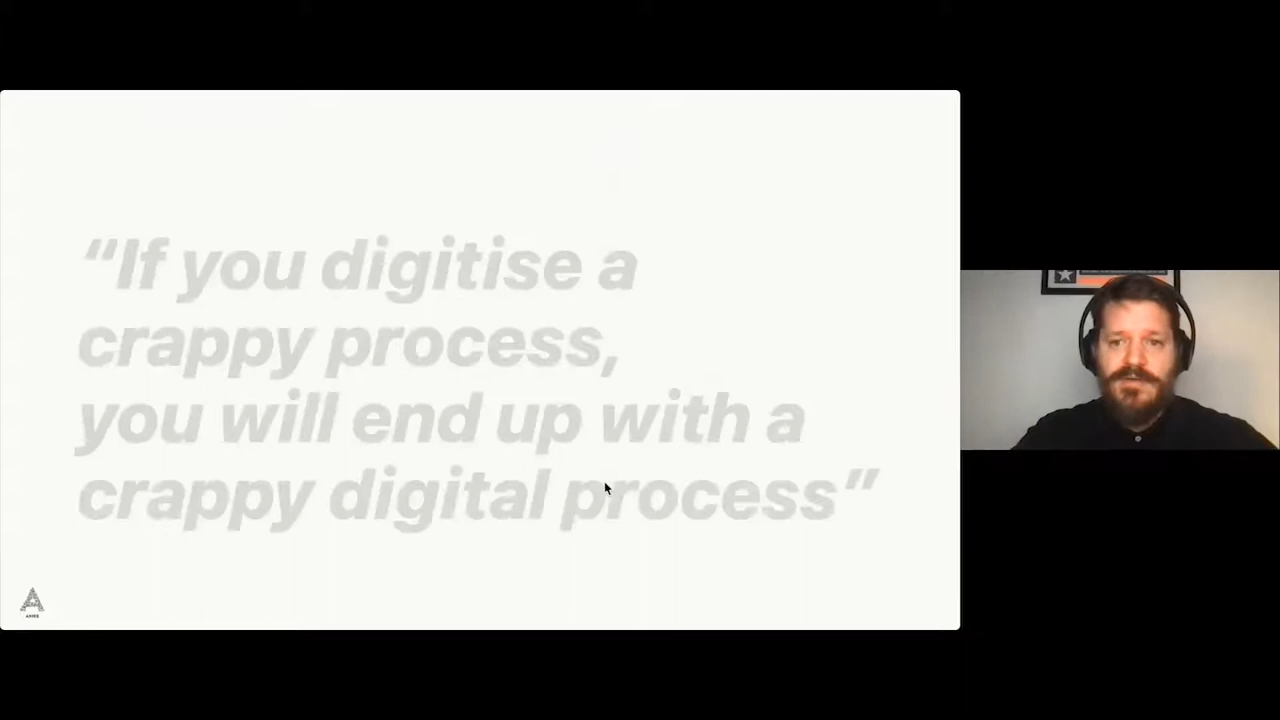 “If you digitise a
crappy process,
you will end up with a
crappy digital process”
A